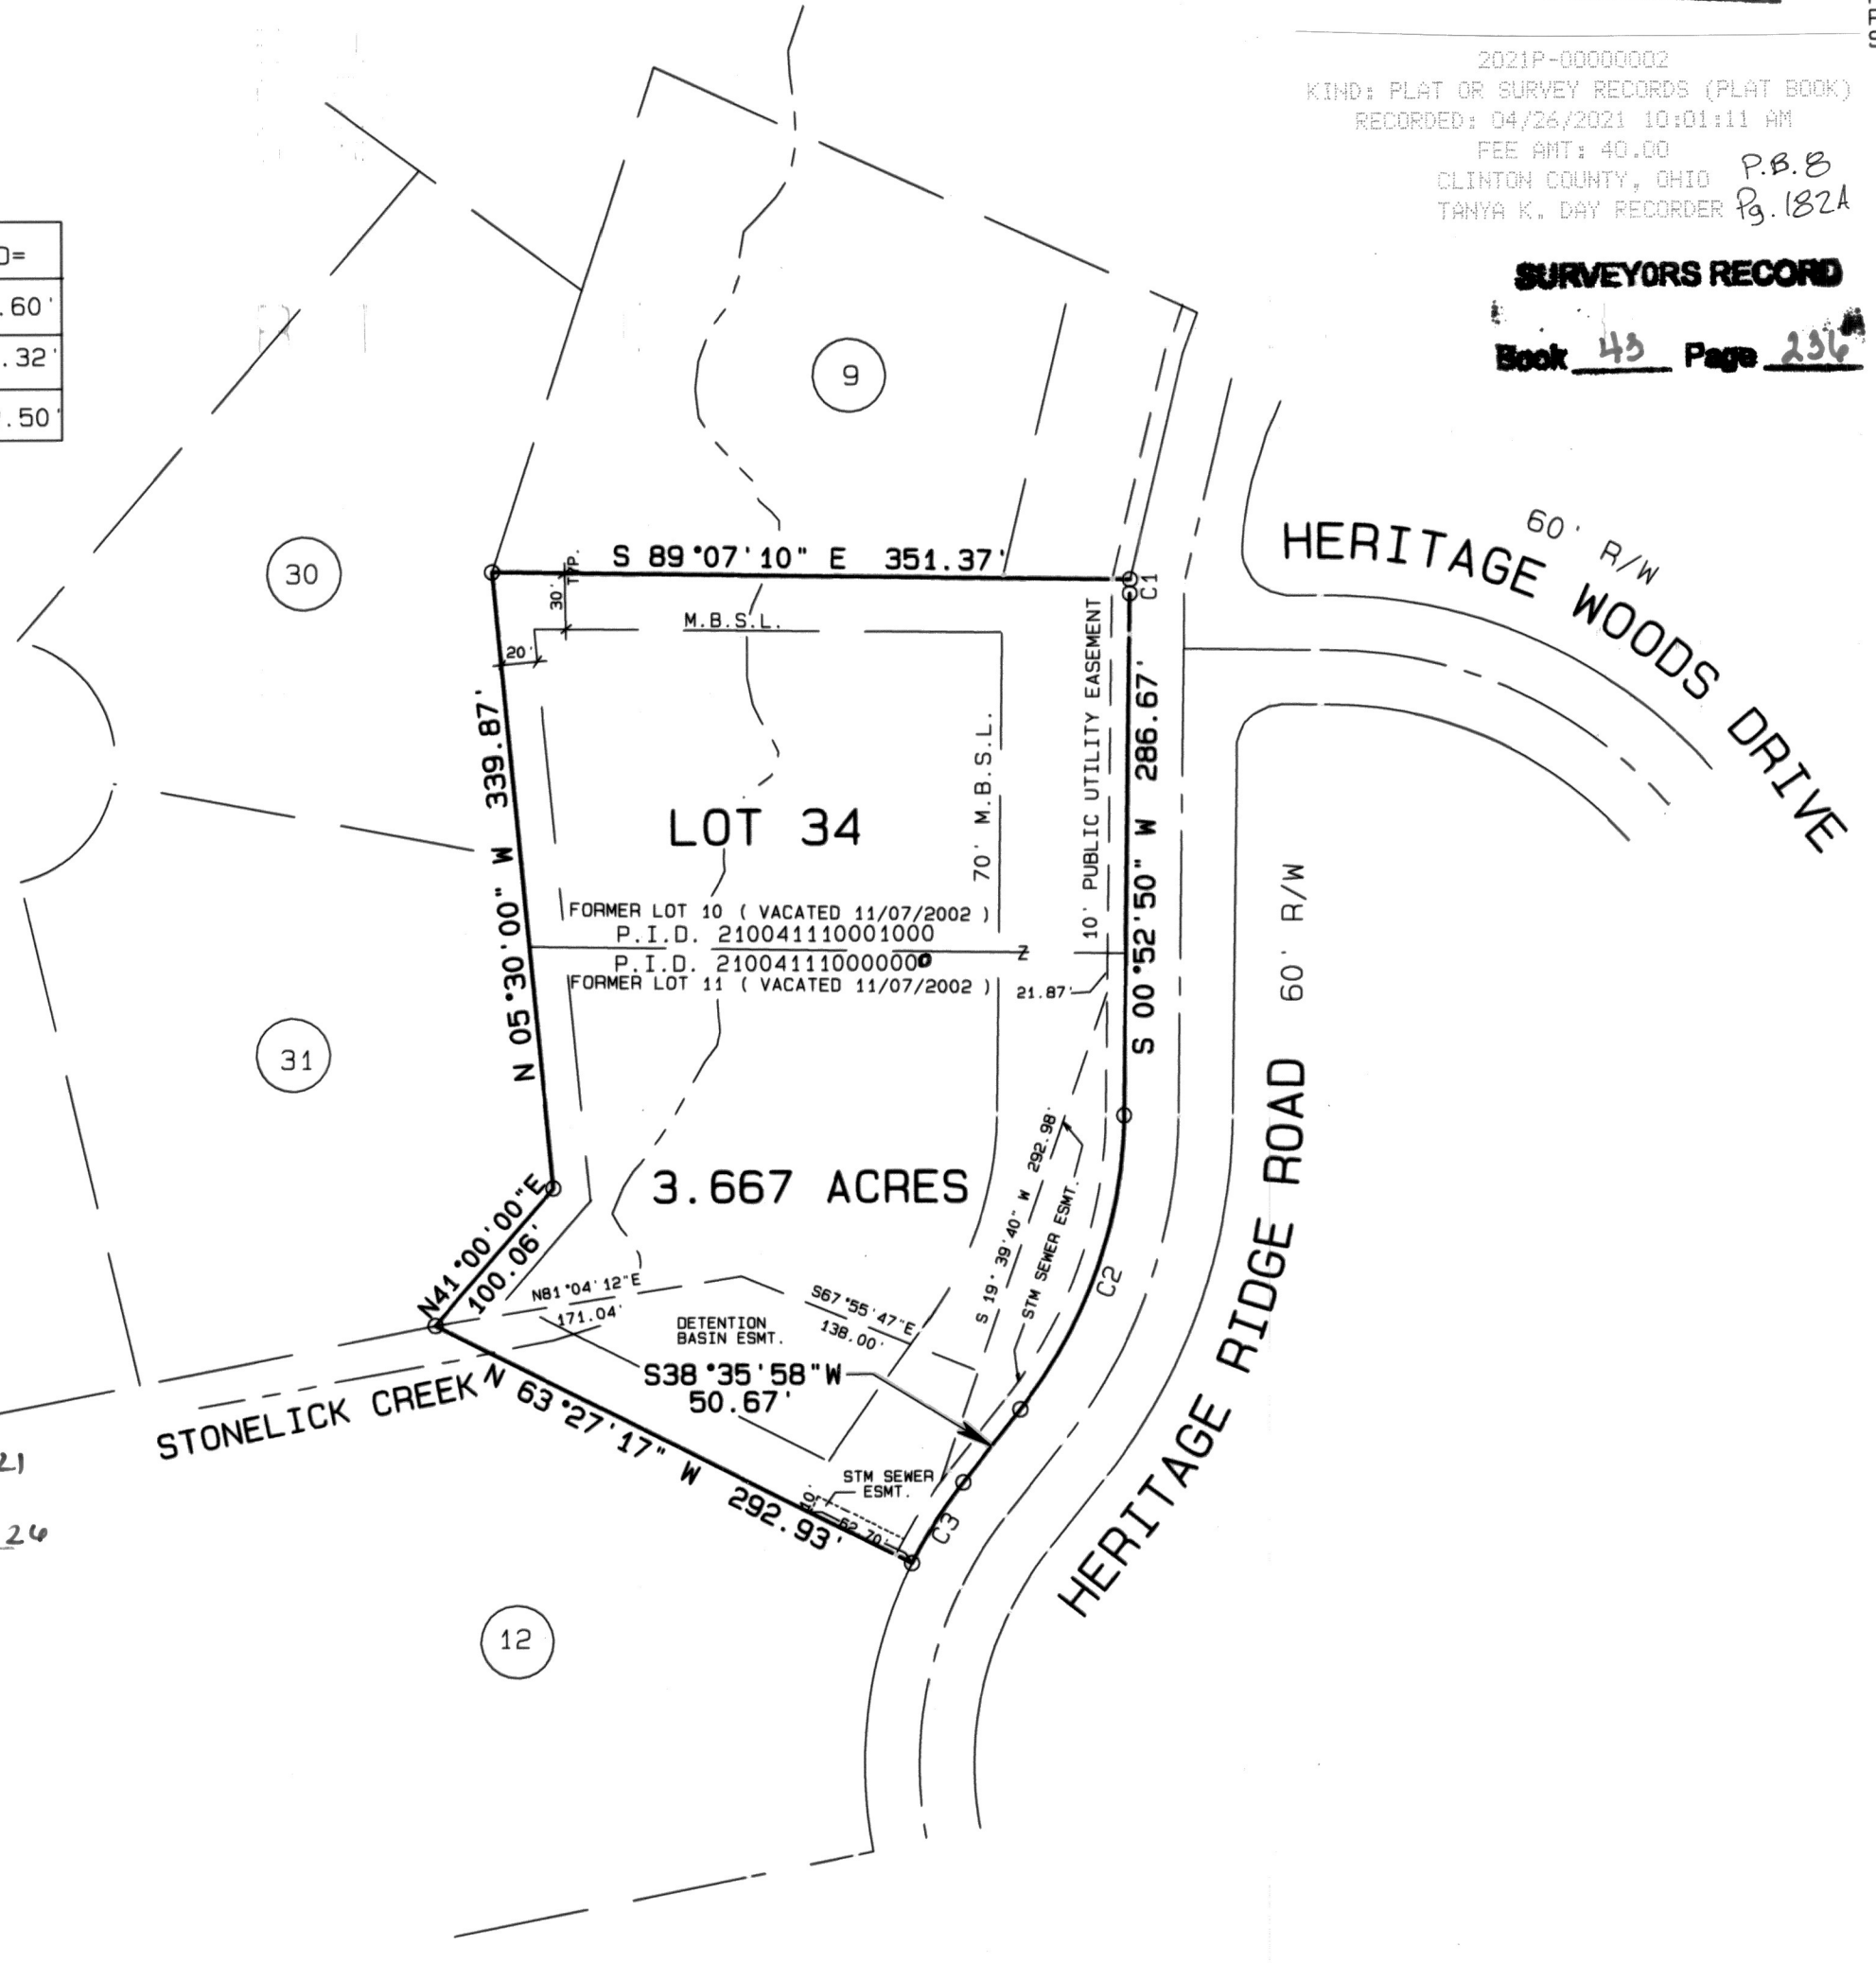 2021P-00000002
KIND: PLAT OR SURVEY RECORDS (PLAT BOOK)
RECORDED: 04/26/2021 10:01:11 AM
FEE AMT: 40.00
CLINTON COUNTY, OHIO
TANYA K. DAY RECORDER
P.B. 8
Pg. 182A
SURVEYORS RECORD
Book 43 Page 236
D=
.60'
.32'
.50'
9
30
S 89°07'10" E 351.37'
C1
30'
TYP.
M.B.S.L.
20'
HERITAGE WOODS DRIVE
60' R/W
N 05°30'00" W 339.87'
LOT 34
70' M.B.S.L.
10' PUBLIC UTILITY EASEMENT
S 00°52'50" W 286.67'
FORMER LOT 10 ( VACATED 11/07/2002 )
P.I.D. 210041110001000
Z
P.I.D. 210041110000000
FORMER LOT 11 ( VACATED 11/07/2002 )
21.87'
60' R/W
HERITAGE RIDGE ROAD
31
3.667 ACRES
S 19° 39'40" W 292.98'
STM SEWER ESMT.
C2
N41°00'00"E
100.06'
N81°04'12"E
171.04'
S67°55'47"E
138.00'
DETENTION
BASIN ESMT.
S38°35'58"W
50.67'
STONELICK CREEK
N 63°27'17" W 292.93'
STM SEWER
ESMT.
10'
62.70'
C3
21
24
12